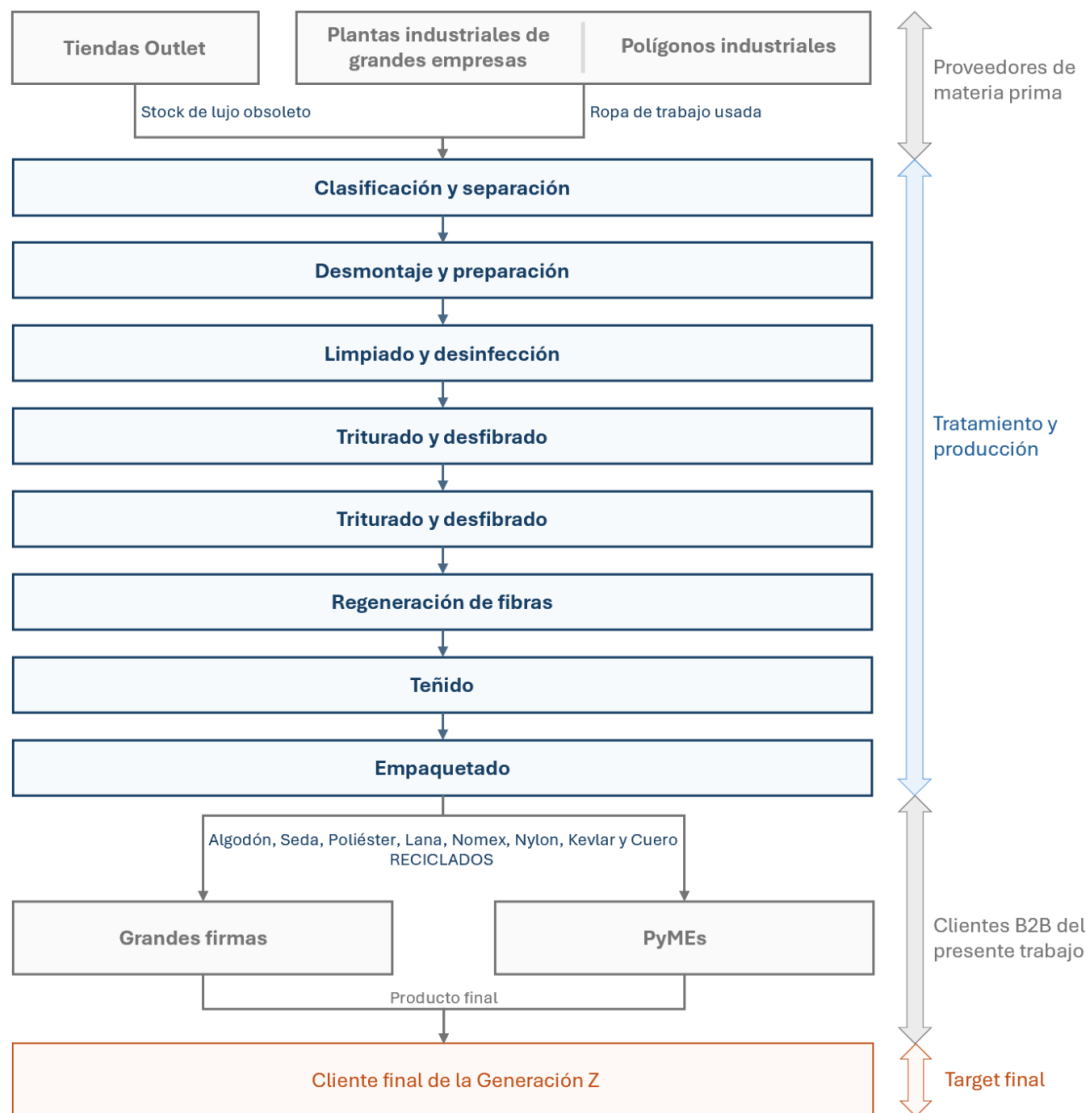 Tiendas Outlet
Plantas industriales de
grandes empresas
Polígonos industriales
Proveedores de
materia prima
Stock de lujo obsoleto
Ropa de trabajo usada
Clasificación y separación
Desmontaje y preparación
Limpiado y desinfección
Triturado y desfibrado
Tratamiento y
producción
Triturado y desfibrado
Regeneración de fibras
Teñido
Empaquetado
Algodón, Seda, Poliéster, Lana, Nomex, Nylon, Kevlar y Cuero
RECICLADOS
Grandes firmas
PyMEs
Clientes B2B del
presente trabajo
Producto final
Cliente final de la Generación Z
Target final